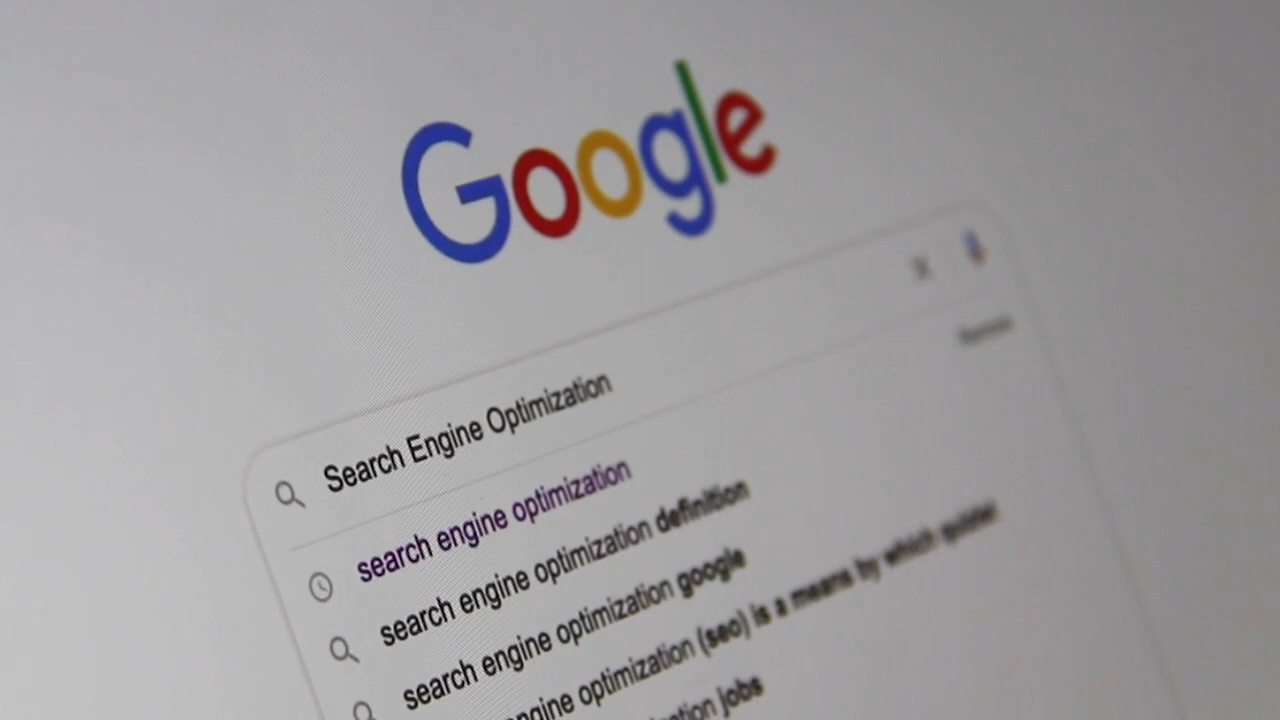 Google
Search Engine Optimization
search engine optimization
search engine optimization definition
search engine optimization google
engine optimization (seo) is a means by which
jobs